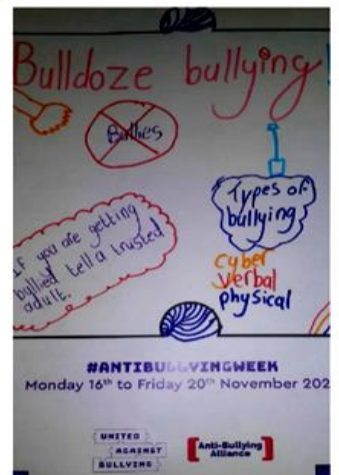 Bulldoze bullying!
Bullies
Types of
bullying
If you are getting
bullied tell a trusted
adult.
cyber
verbal
physical
#ANTIBULLYINGWEEK
Monday 16th to Friday 20th November 202
UNITED
AGAINST
BULLYING
Anti-Bullying
Alliance